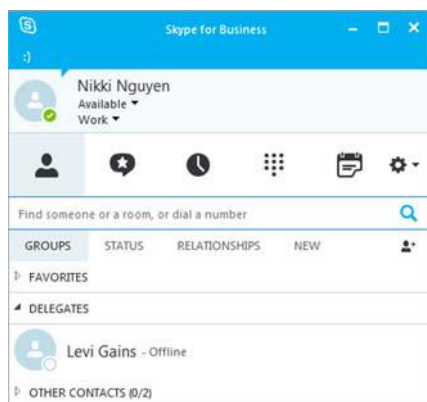 Skype for Business
:)
Nikki Nguyen
Available
Work
Find someone or a room, or dial a number
GROUPS STATUS RELATIONSHIPS NEW
FAVORITES
DELEGATES
Levi Gains - Offline
OTHER CONTACTS (0/2)